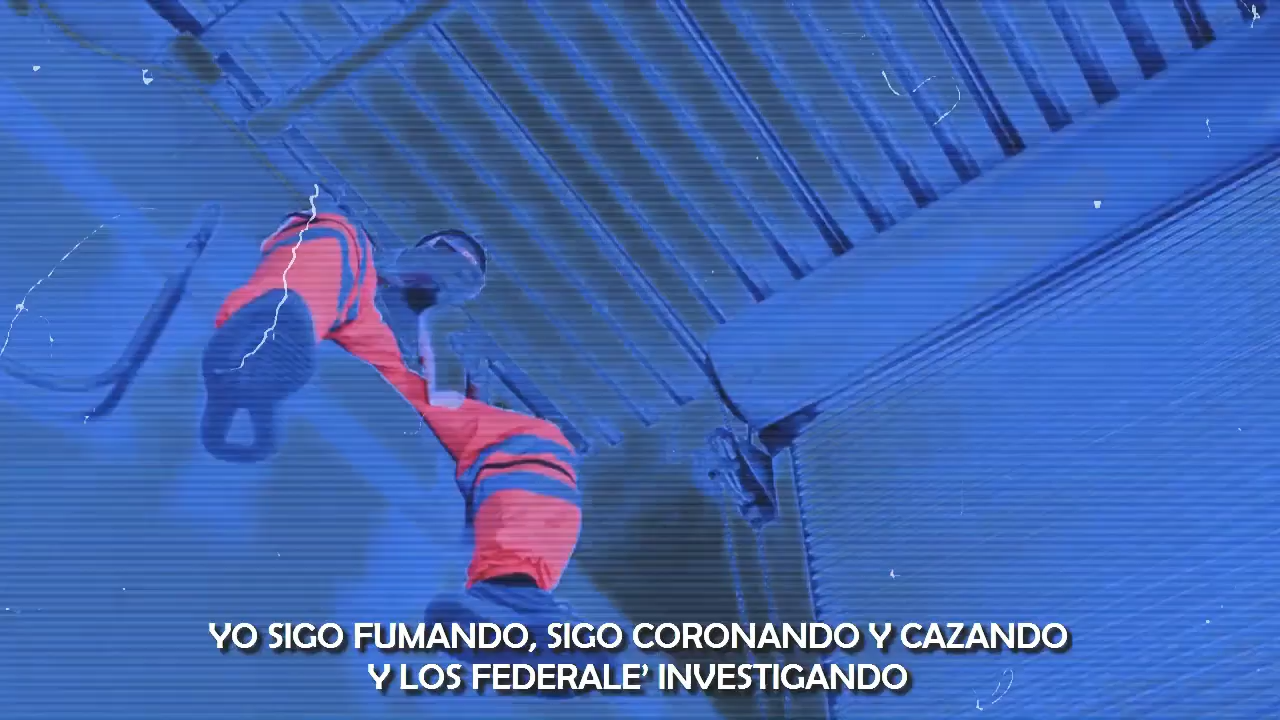 YO SIGO FUMANDO, SIGO CORONANDO Y CAZANDO
Y LOS FEDERALE’ INVESTIGANDO